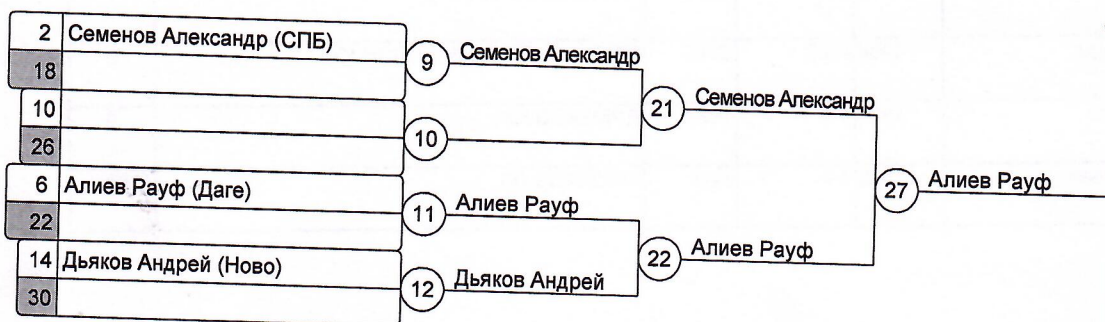 2 Семенов Александр (СПБ)
18
9 Семенов Александр
10
26
10
21 Семенов Александр
6 Алиев Рауф (Даге)
22
11 Алиев Рауф
14 Дьяков Андрей (Ново)
30
12 Дьяков Андрей
22 Алиев Рауф
27 Алиев Рауф